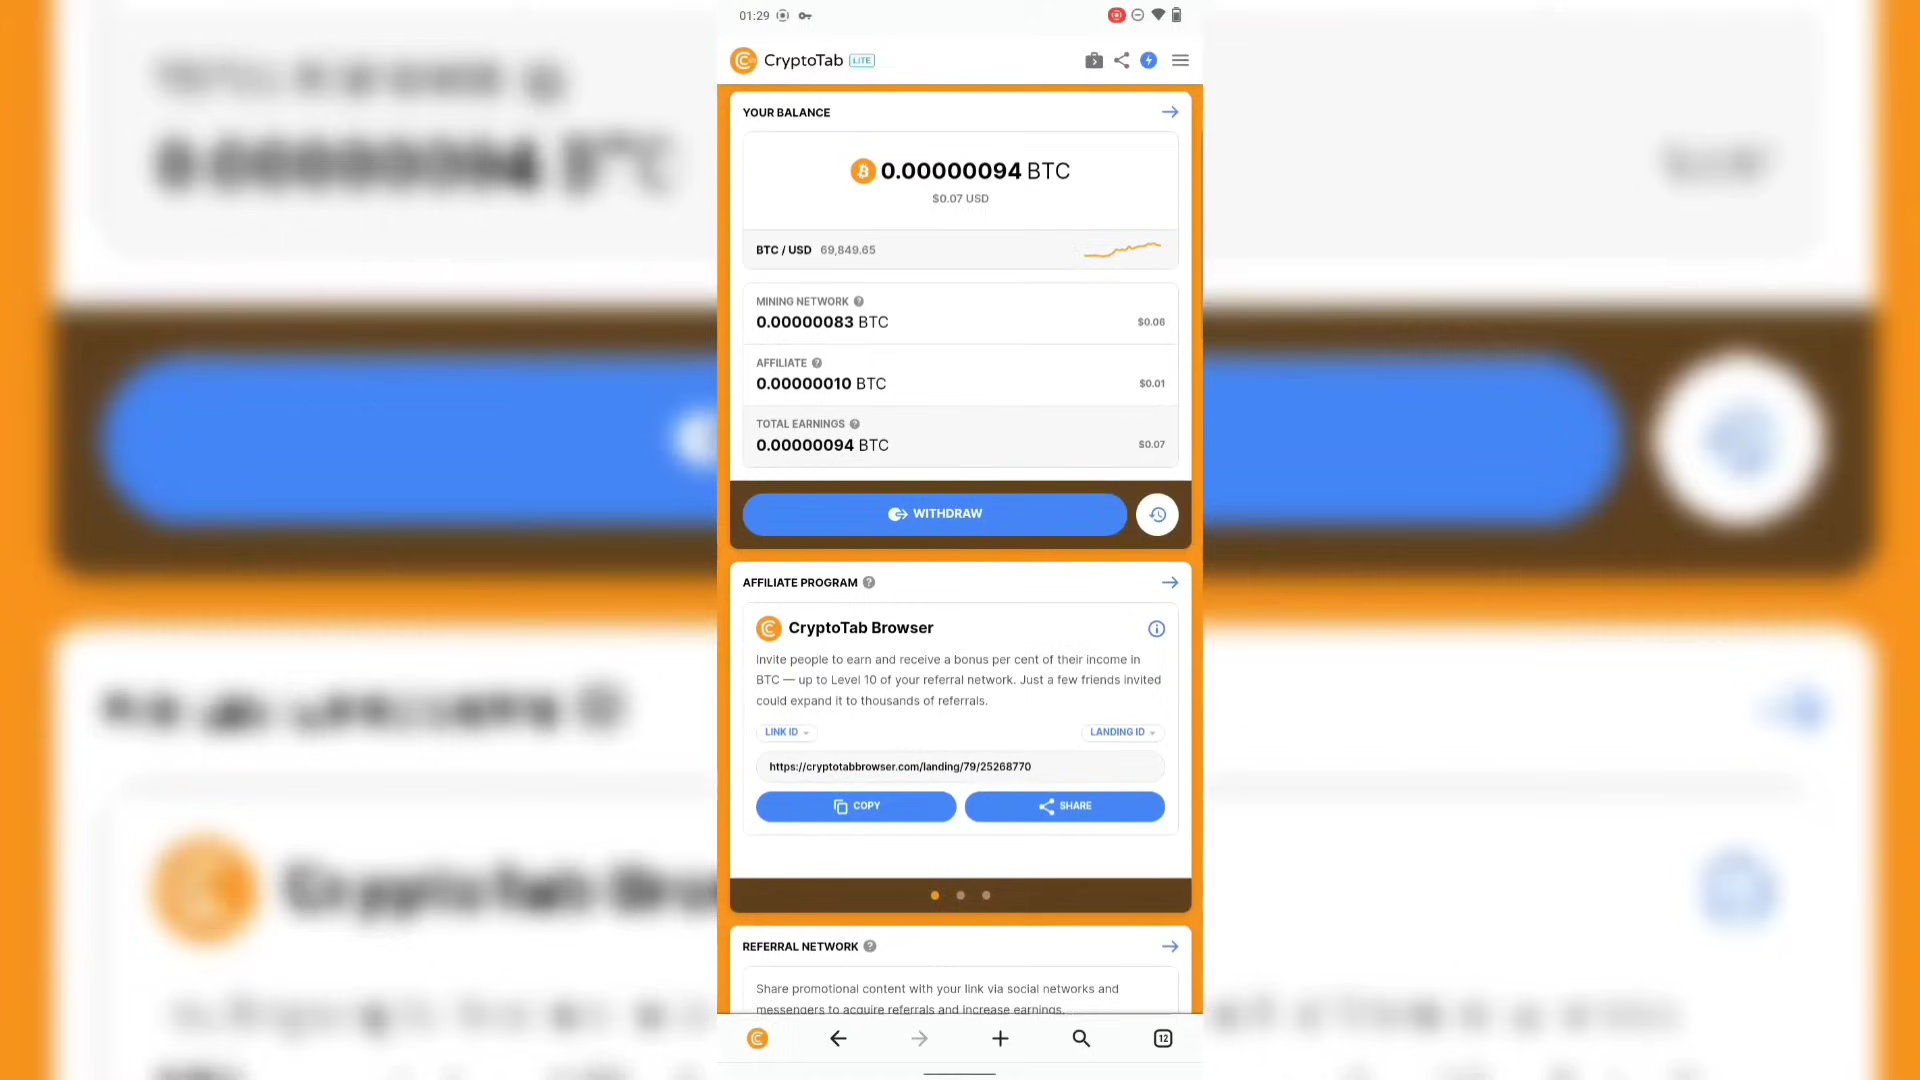 01:29
CryptoTab LITE
YOUR BALANCE
0.00000094 BTC
$0.07 USD
BTC / USD 69,849.65
MINING NETWORK ?
0.00000083 BTC $0.06
AFFILIATE ?
0.00000010 BTC $0.01
TOTAL EARNINGS ?
0.00000094 BTC $0.07
WITHDRAW
AFFILIATE PROGRAM ?
CryptoTab Browser
Invite people to earn and receive a bonus per cent of their income in
BTC — up to Level 10 of your referral network. Just a few friends invited
could expand it to thousands of referrals.
LINK ID LANDING ID
https://cryptotabbrowser.com/landing/79/25268770
COPY SHARE
REFERRAL NETWORK ?
Share promotional content with your link via social networks and
messengers to acquire referrals and increase earnings.
12